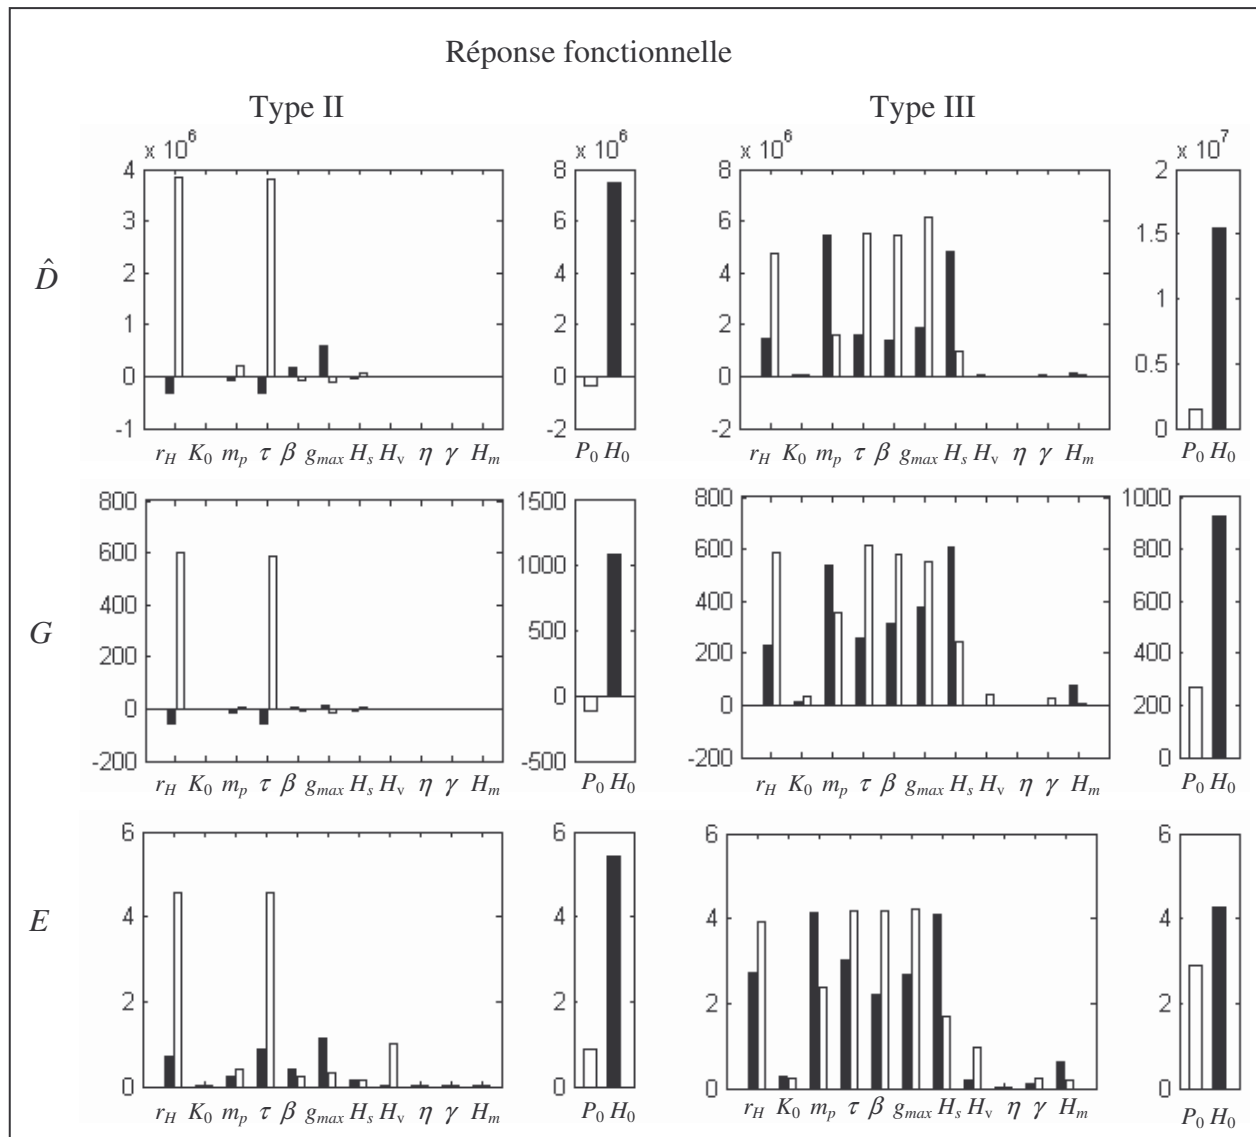 Réponse fonctionnelle
Type II Type III
x 10^6 x 10^6 x 10^6 x 10^7
D̂
4 3 2 1 0 -1
8 6 4 2 0 -2
8 6 4 2 0 -2
2 1.5 1 0.5 0
r_H K_0 m_p τ β g_max H_s H_v η γ H_m P_0 H_0 r_H K_0 m_p τ β g_max H_s H_v η γ H_m P_0 H_0
G
800 600 400 200 0 -200
1500 1000 500 0 -500
800 600 400 200 0 -200
1000 800 600 400 200 0
r_H K_0 m_p τ β g_max H_s H_v η γ H_m P_0 H_0 r_H K_0 m_p τ β g_max H_s H_v η γ H_m P_0 H_0
E
6 4 2 0
6 4 2 0
6 4 2 0
6 4 2 0
r_H K_0 m_p τ β g_max H_s H_v η γ H_m P_0 H_0 r_H K_0 m_p τ β g_max H_s H_v η γ H_m P_0 H_0